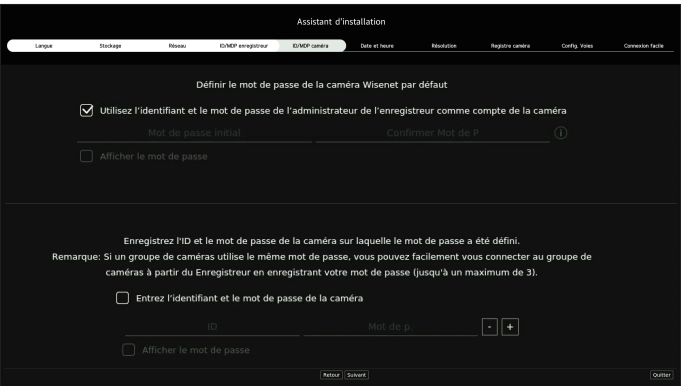 Assistant d'installation
Langue Stockage Réseau ID/MDP enregistreur ID/MDP caméra Date et heure Résolution Registre caméra Config. Voies Connexion facile
Définir le mot de passe de la caméra Wisenet par défaut
Utilisez l'identifiant et le mot de passe de l'administrateur de l'enregistreur comme compte de la caméra
Mot de passe initial Confirmer Mot de P
Afficher le mot de passe
Enregistrez l'ID et le mot de passe de la caméra sur laquelle le mot de passe a été défini.
Remarque: Si un groupe de caméras utilise le même mot de passe, vous pouvez facilement vous connecter au groupe de
caméras à partir du Enregistreur en enregistrant votre mot de passe (jusqu'à un maximum de 3).
Entrez l'identifiant et le mot de passe de la caméra
ID Mot de p. - +
Afficher le mot de passe
Retour Suivant Quitter